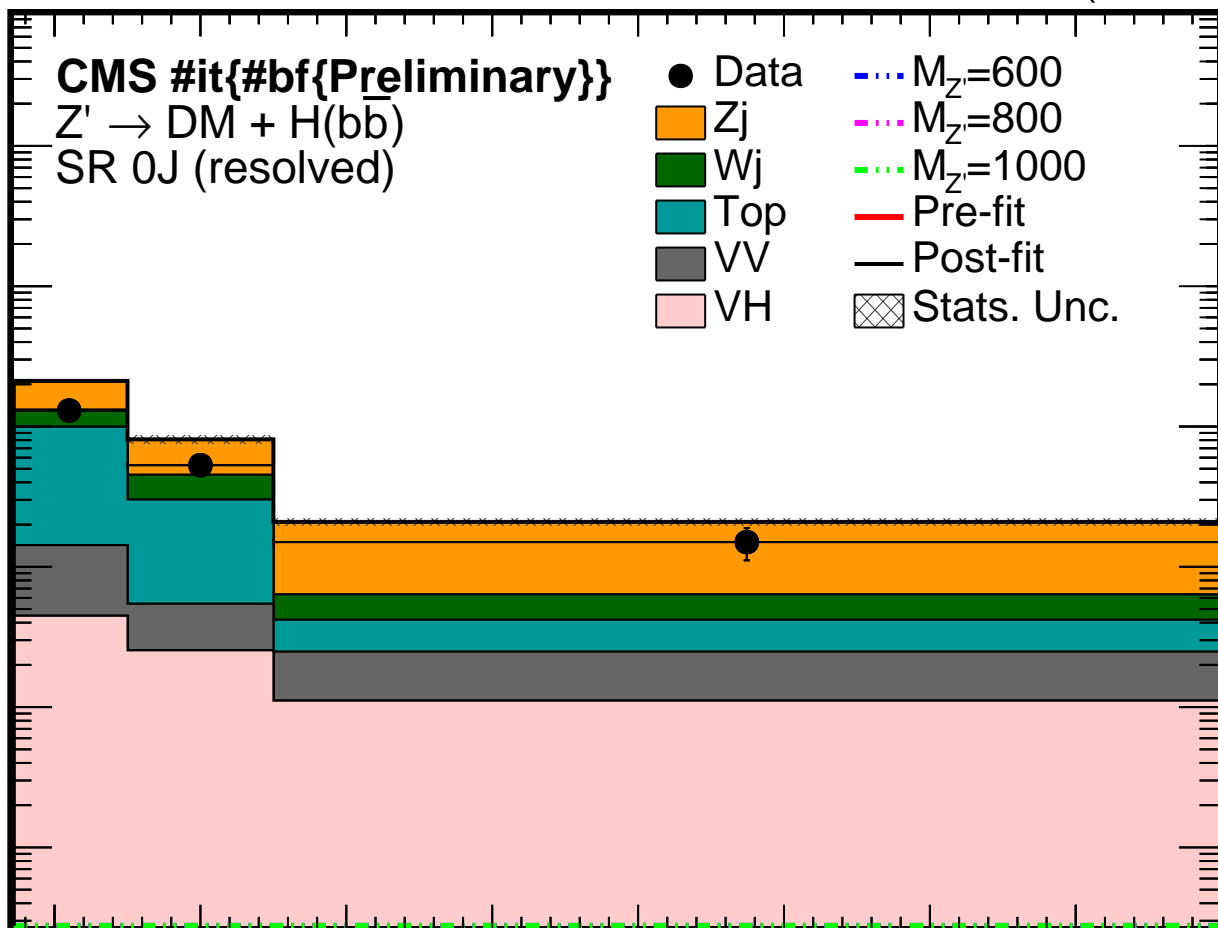 CMS #it{#bf{Preliminary}}
Z' → DM + H(bb̅)
SR 0J (resolved)
Data
Zj
Wj
Top
VV
VH
M_Z'=600
M_Z'=800
M_Z'=1000
Pre-fit
Post-fit
Stats. Unc.